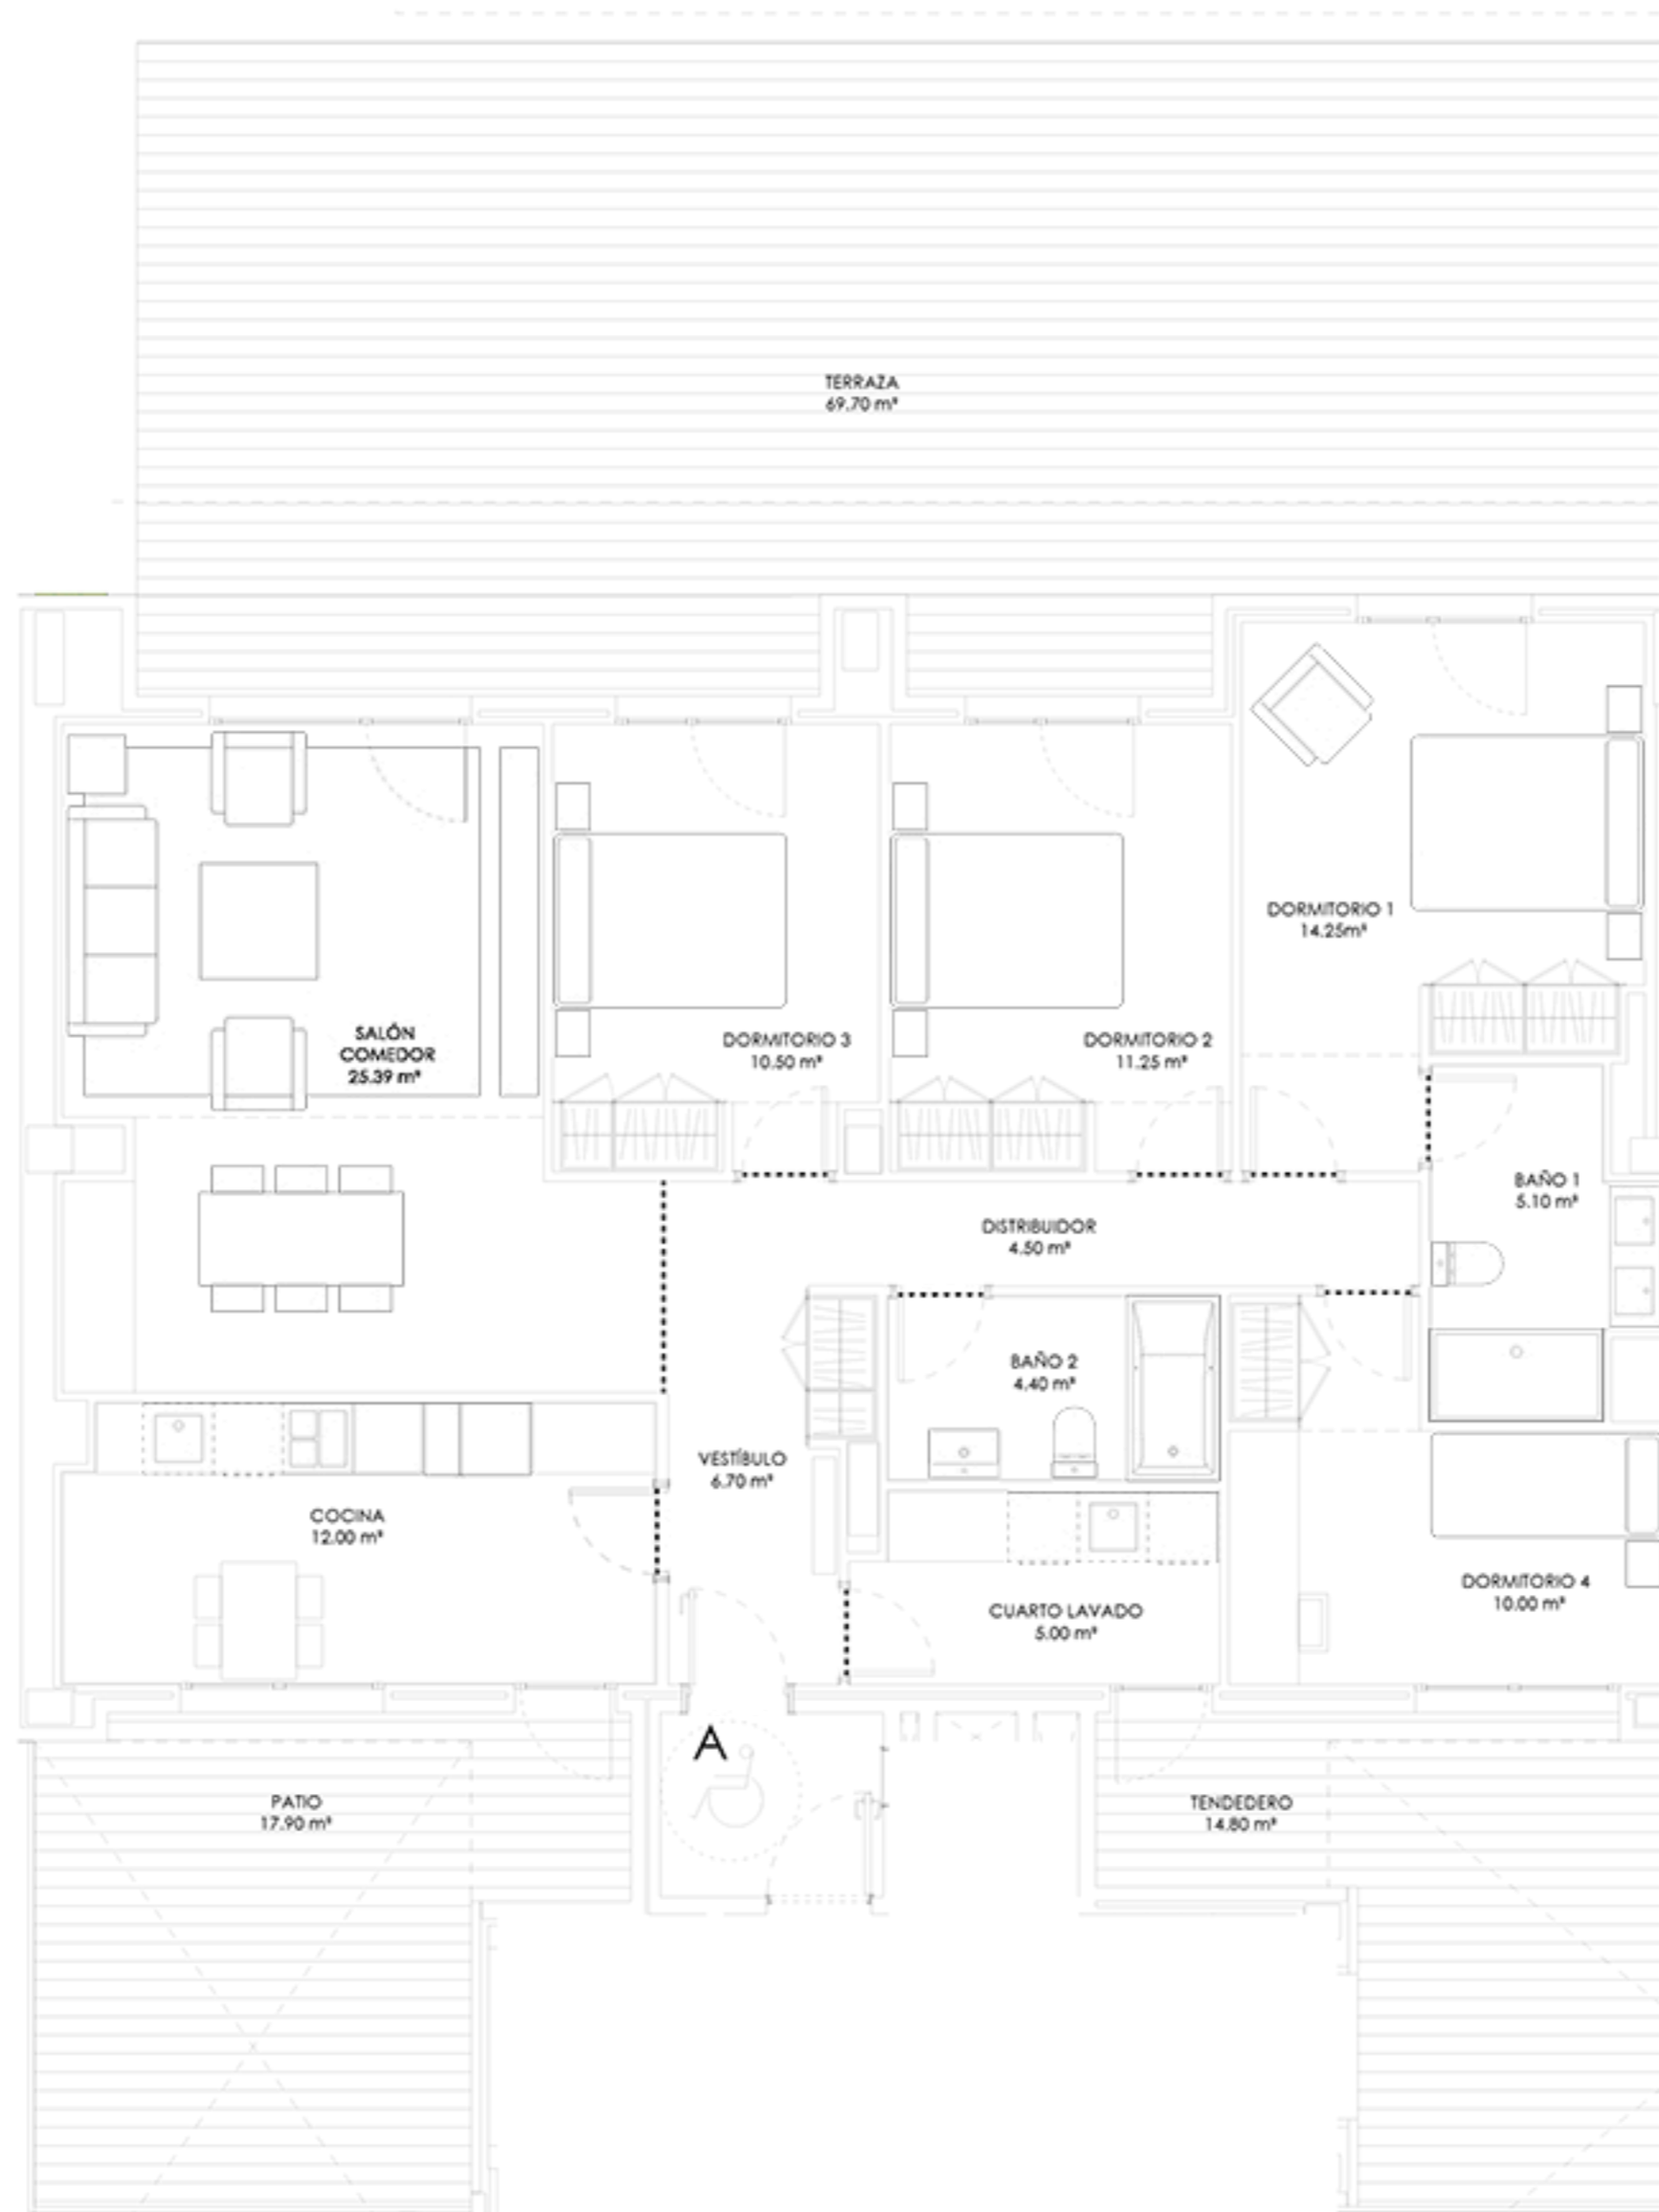 TERRAZA
69.70 m²
DORMITORIO 1
14.25m²
SALÓN
COMEDOR
25.39 m²
DORMITORIO 3
10.50 m²
DORMITORIO 2
11.25 m²
BAÑO 1
5.10 m²
DISTRIBUIDOR
4.50 m²
BAÑO 2
4.40 m²
VESTÍBULO
6.70 m²
COCINA
12.00 m²
DORMITORIO 4
10.00 m²
CUARTO LAVADO
5.00 m²
A
PATIO
17.90 m²
TENDEDERO
14.80 m²